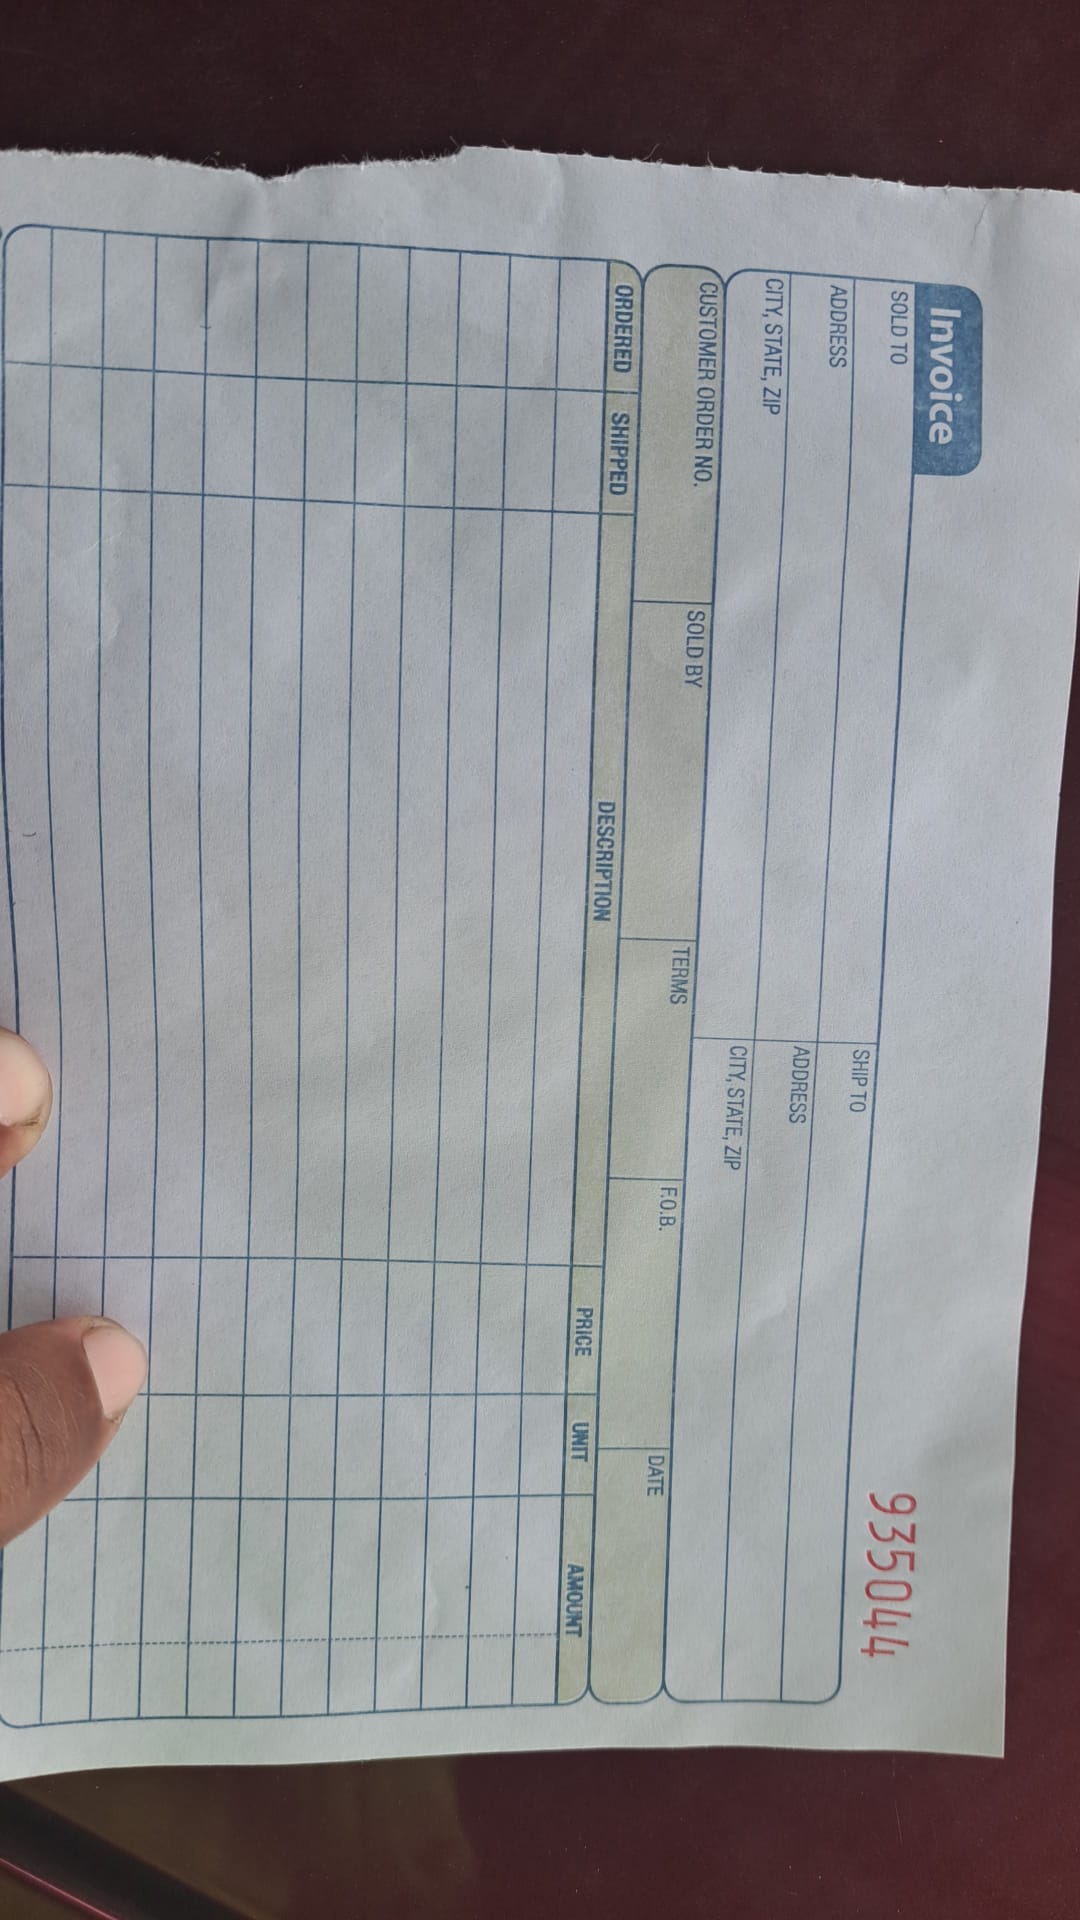 Invoice
935044
SOLD TO
SHIP TO
ADDRESS
ADDRESS
CITY, STATE, ZIP
CITY, STATE, ZIP
CUSTOMER ORDER NO. SOLD BY TERMS F.O.B. DATE
ORDERED SHIPPED DESCRIPTION PRICE UNIT AMOUNT